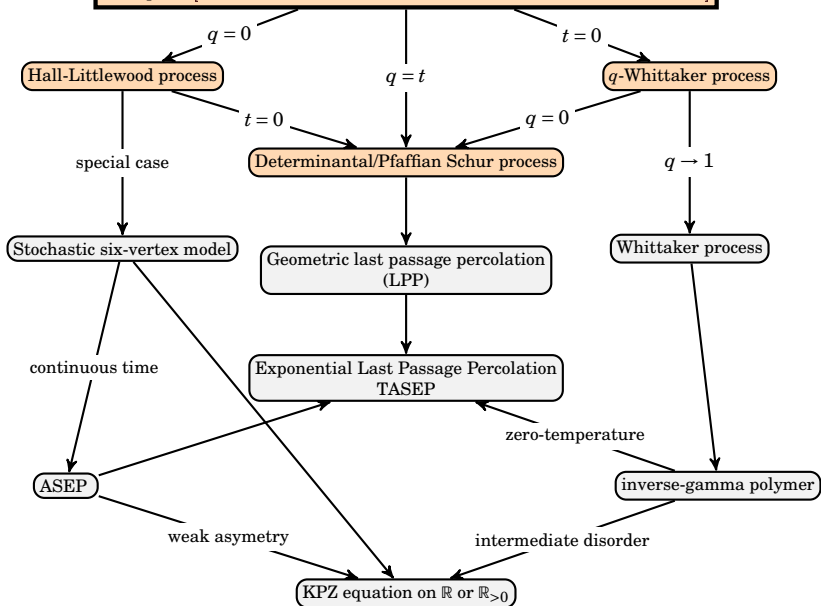 q = 0
t = 0
Hall-Littlewood process
q = t
q-Whittaker process
t = 0
q = 0
special case
Determinantal/Pfaffian Schur process
q → 1
Stochastic six-vertex model
Geometric last passage percolation
(LPP)
Whittaker process
continuous time
Exponential Last Passage Percolation
TASEP
zero-temperature
ASEP
inverse-gamma polymer
weak asymetry
intermediate disorder
KPZ equation on ℝ or ℝ>0